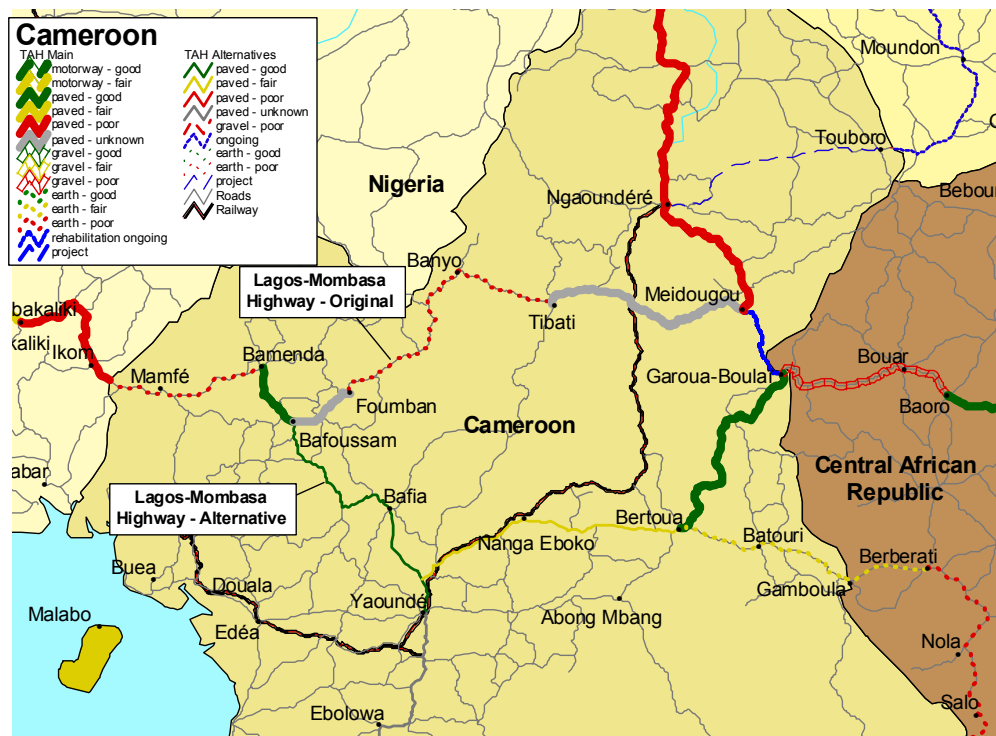 Cameroon
TAH Main
motorway - good
motorway - fair
paved - good
paved - fair
paved - poor
paved - unknown
gravel - good
gravel - fair
gravel - poor
earth - good
earth - fair
earth - poor
rehabilitation ongoing
project
TAH Alternatives
paved - good
paved - fair
paved - poor
paved - unknown
gravel - poor
ongoing
earth - good
earth - poor
project
Roads
Railway
Moundon
Touboro
Nigeria
Bebour
Ngaoundéré
Banyo
Lagos-Mombasa
Highway - Original
Meidougou
Tibati
bakaliki
kaliki
Ikom
Bamenda
Mamfé
Garoua-Boulaï
Bouar
Foumban
Baoro
Cameroon
Bafoussam
Central African
Republic
abar
Lagos-Mombasa
Highway - Alternative
Bafia
Bertoua
Batouri
Nanga Eboko
Berberati
Buea
Douala
Gamboula
Yaoundé
Malabo
Edéa
Abong Mbang
Nola
Salo
Ebolowa